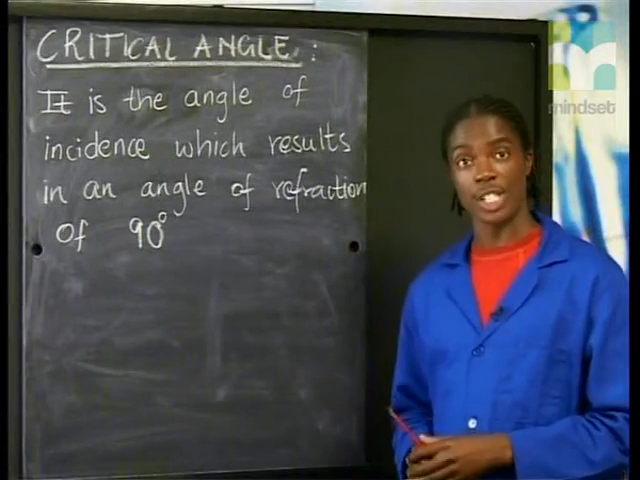 CRITICAL ANGLE :
It is the angle of
incidence which results
in an angle of refraction
of 90°
mindset